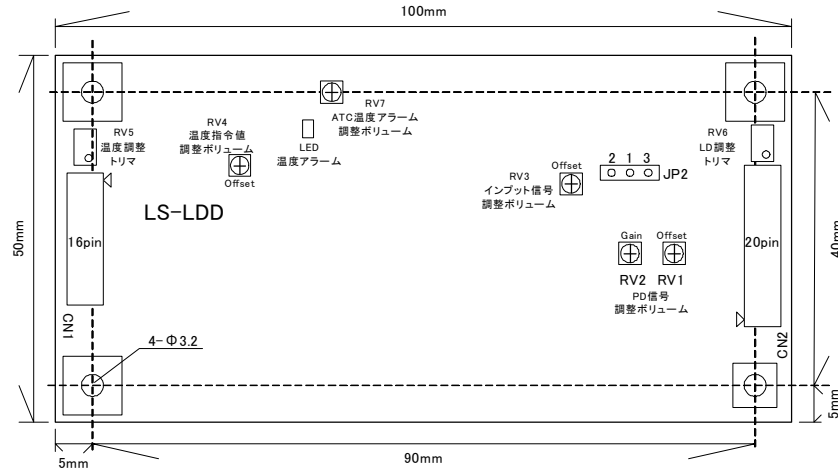 100mm
RV7
ATC温度アラーム
調整ボリューム
RV4
温度指令値
調整ボリューム
Offset
LED
温度アラーム
RV5
温度調整
トリマ
RV6
LD調整
トリマ
RV3
インプット信号
調整ボリューム
Offset
2 1 3
JP2
LS-LDD
16pin
20pin
50mm
40mm
Gain
Offset
RV2
RV1
PD信号
調整ボリューム
CN1
CN2
4-Φ3.2
5mm
90mm
5mm